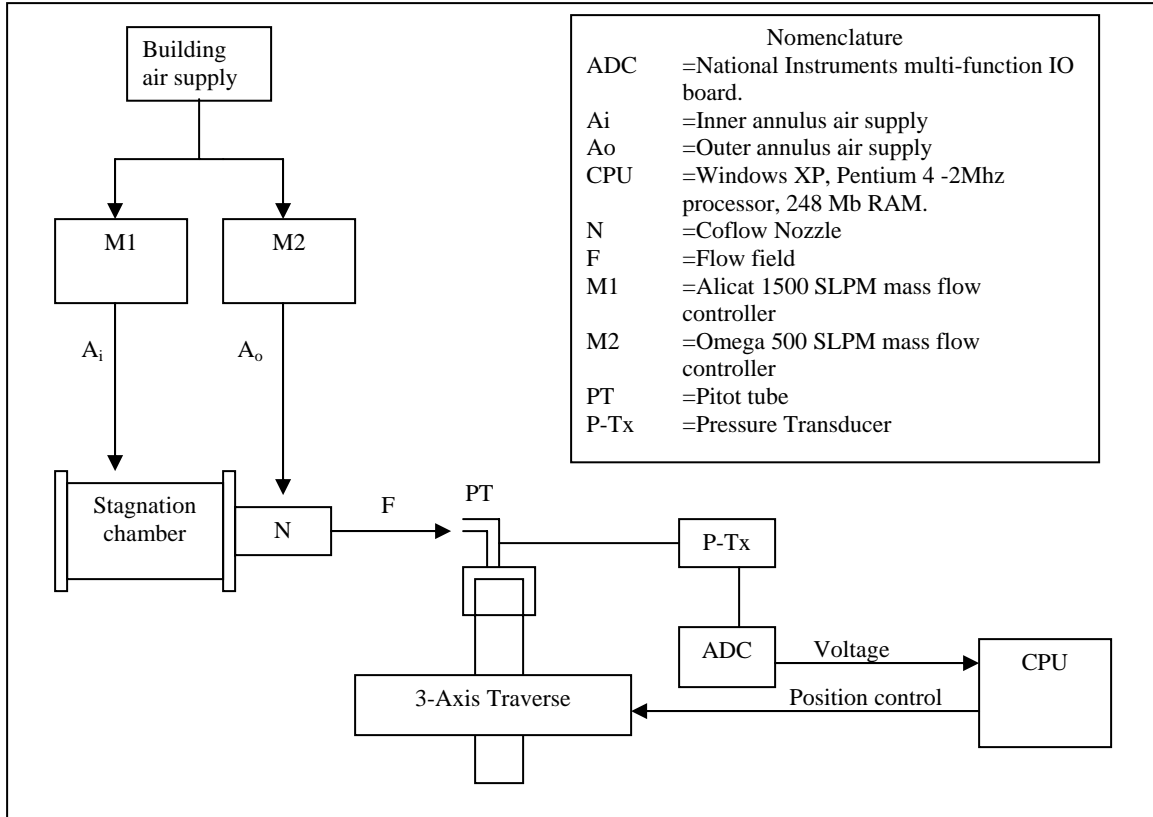 Building
air supply
M1
M2
Ai
Ao
Stagnation
chamber
N
F
PT
P-Tx
ADC
Voltage
CPU
Position control
3-Axis Traverse
Nomenclature
ADC =National Instruments multi-function IO
board.
Ai =Inner annulus air supply
Ao =Outer annulus air supply
CPU =Windows XP, Pentium 4 -2Mhz
processor, 248 Mb RAM.
N =Coflow Nozzle
F =Flow field
M1 =Alicat 1500 SLPM mass flow
controller
M2 =Omega 500 SLPM mass flow
controller
PT =Pitot tube
P-Tx =Pressure Transducer